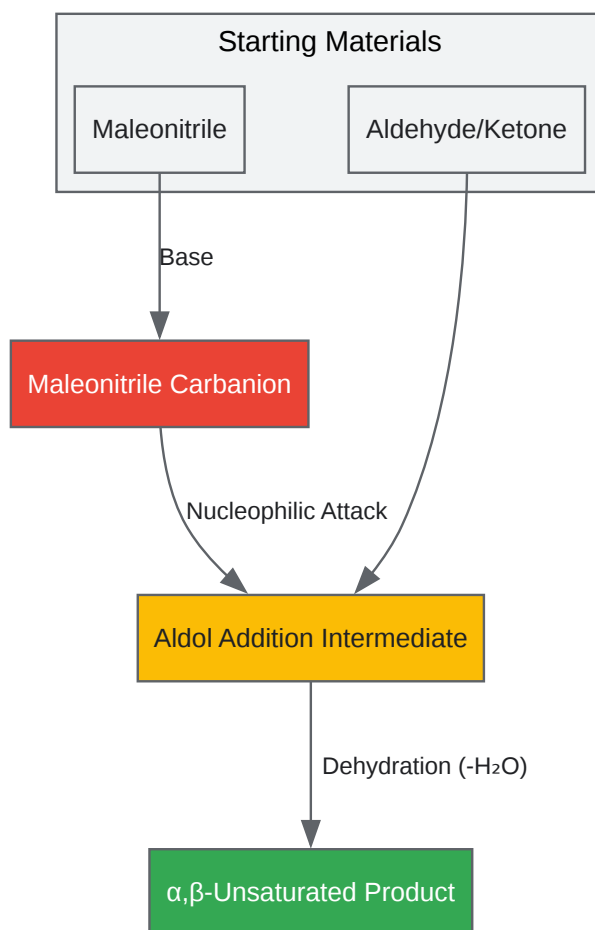 Starting Materials
Maleonitrile
Aldehyde/Ketone
Base
Maleonitrile Carbanion
Nucleophilic Attack
Aldol Addition Intermediate
Dehydration (-H₂O)
α,β-Unsaturated Product